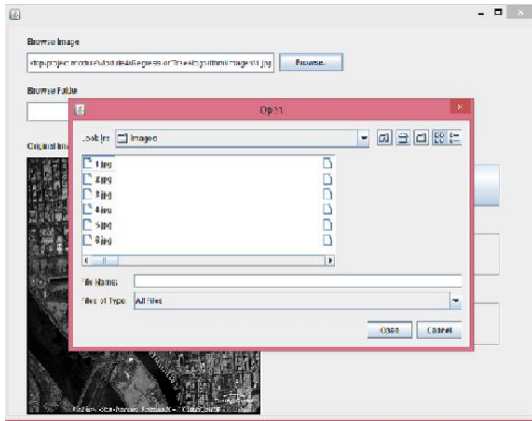 Browse Image
Browse..
Browse Folder
Open
Look In:
Images
Original Ima
1.jpg
2.jpg
3.jpg
4.jpg
5.jpg
6.jpg
File Name:
Files of Type:
All Files
Open
Cancel